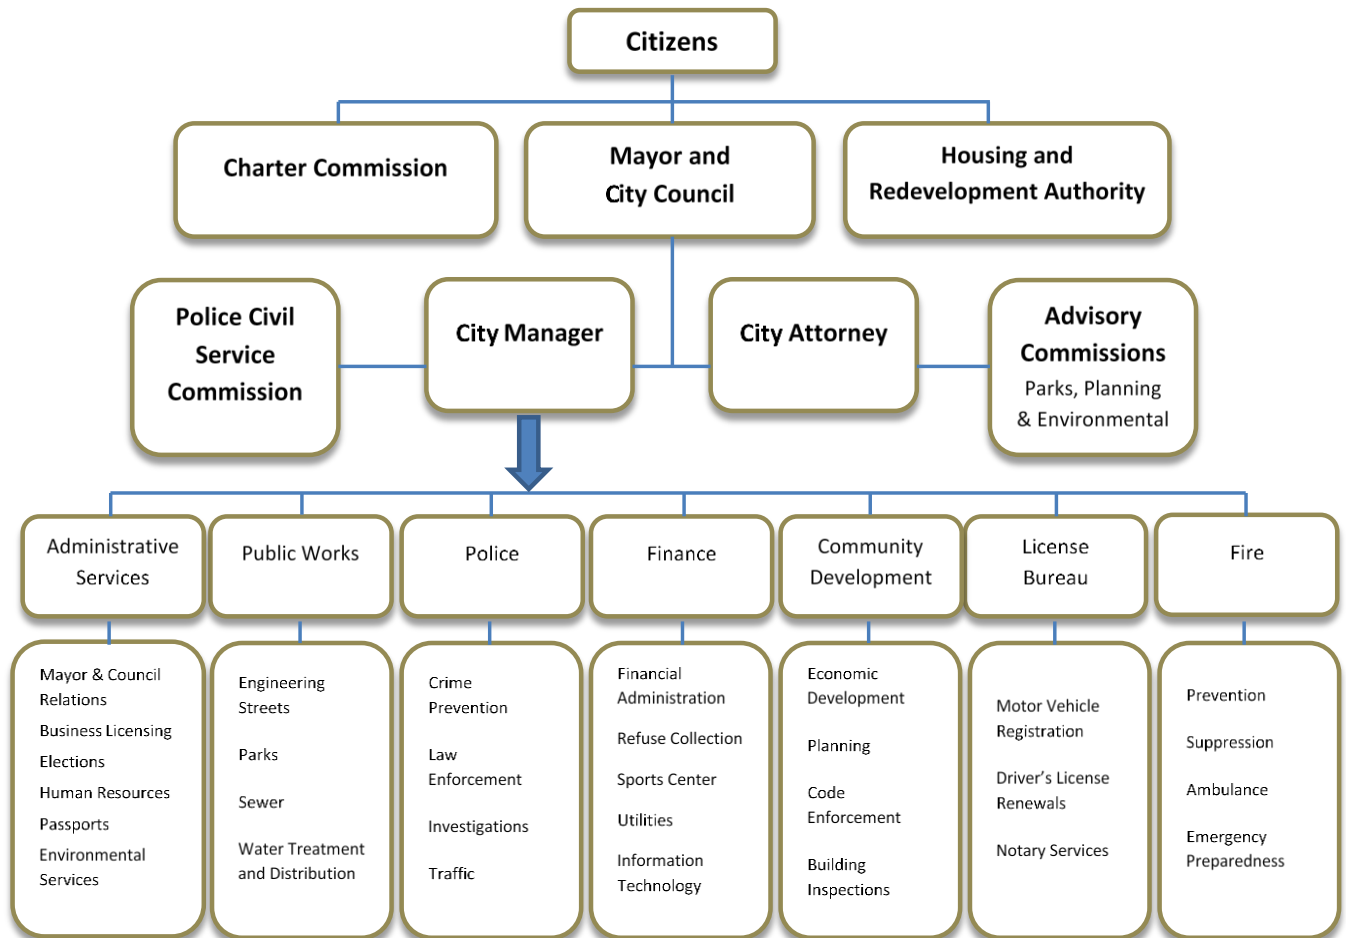 Citizens
Charter Commission
Mayor and
City Council
Housing and
Redevelopment Authority
Police Civil
Service
Commission
City Manager
City Attorney
Advisory
Commissions
Parks, Planning
& Environmental
Administrative
Services
Public Works
Police
Finance
Community
Development
License
Bureau
Fire
Mayor & Council
Relations
Business Licensing
Elections
Human Resources
Passports
Environmental
Services
Engineering
Streets
Parks
Sewer
Water Treatment
and Distribution
Crime
Prevention
Law
Enforcement
Investigations
Traffic
Financial
Administration
Refuse Collection
Sports Center
Utilities
Information
Technology
Economic
Development
Planning
Code
Enforcement
Building
Inspections
Motor Vehicle
Registration
Driver’s License
Renewals
Notary Services
Prevention
Suppression
Ambulance
Emergency
Preparedness